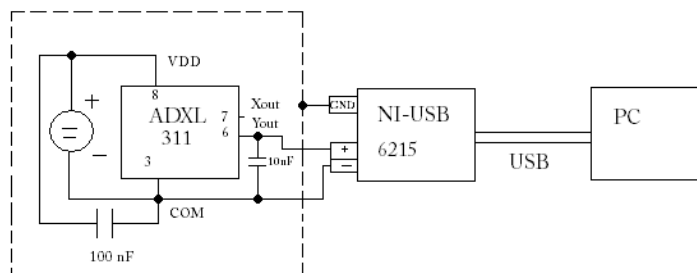 VDD
+
=
−
8
ADXL
311
7
6
3
Xout
Yout
10nF
COM
100 nF
GND
+
−
NI-USB
6215
USB
PC